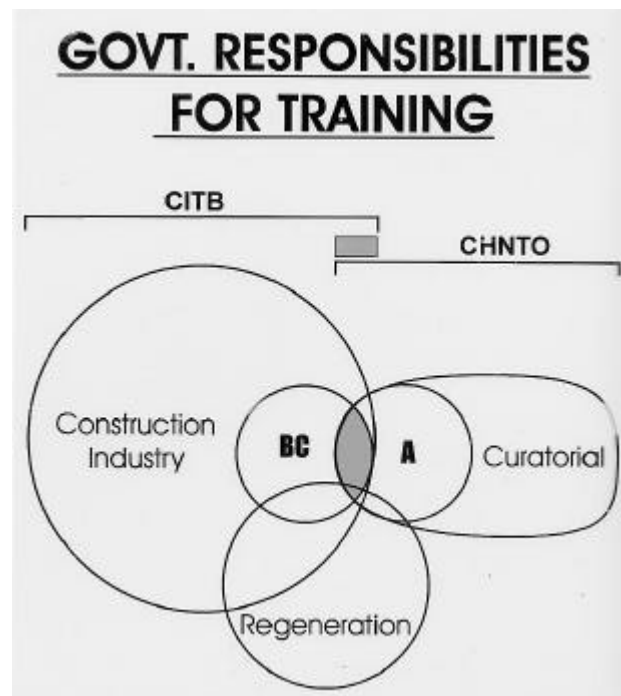 GOVT. RESPONSIBILITIES
FOR TRAINING
CITB
CHNTO
Construction
Industry
BC
A
Curatorial
Regeneration